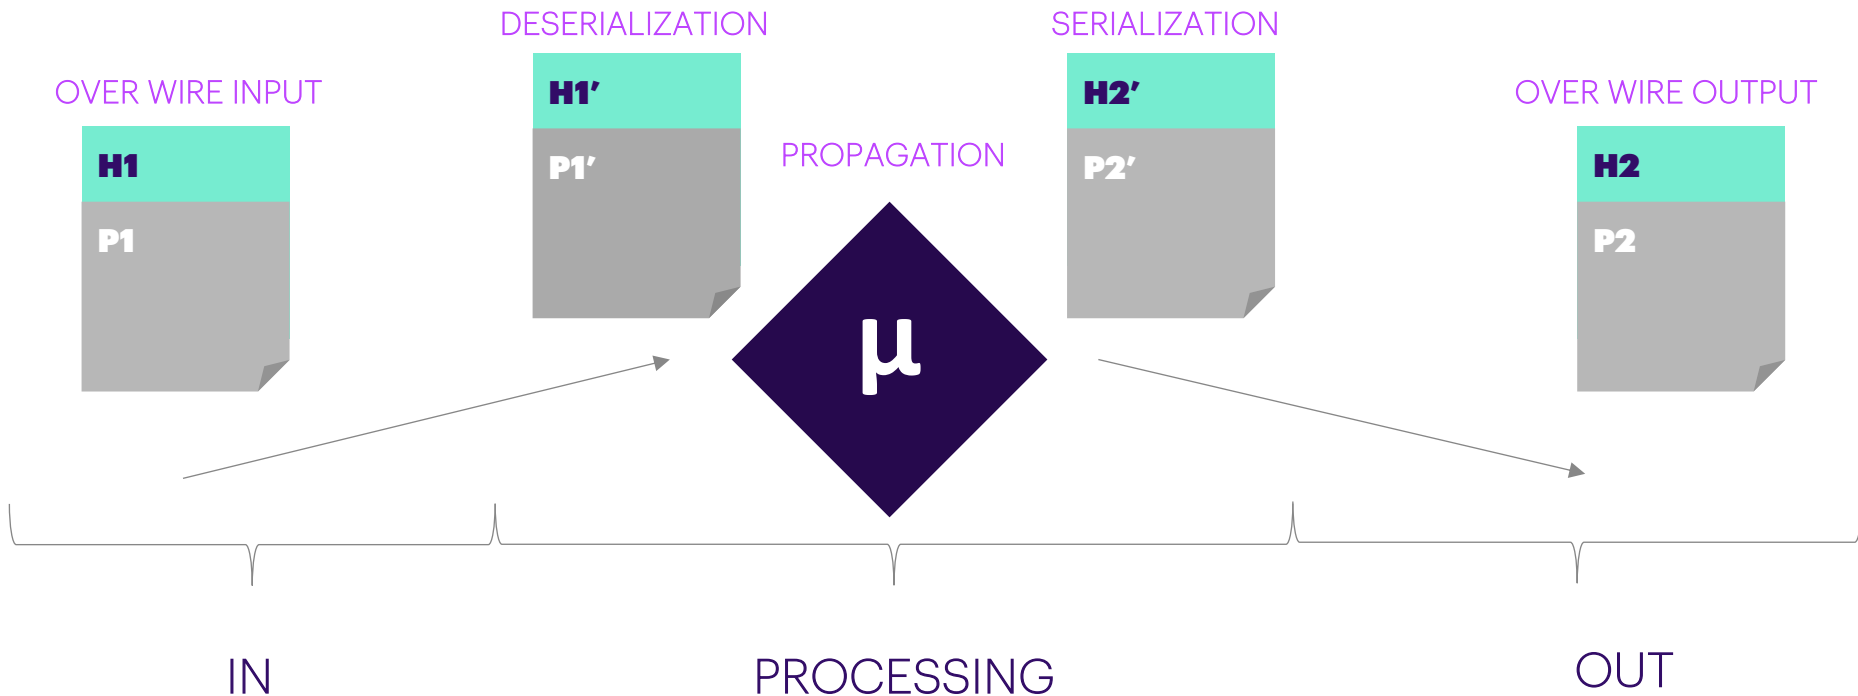 OVER WIRE INPUT
H1
P1
DESERIALIZATION
H1′
P1′
PROPAGATION
μ
SERIALIZATION
H2′
P2′
OVER WIRE OUTPUT
H2
P2
IN
PROCESSING
OUT